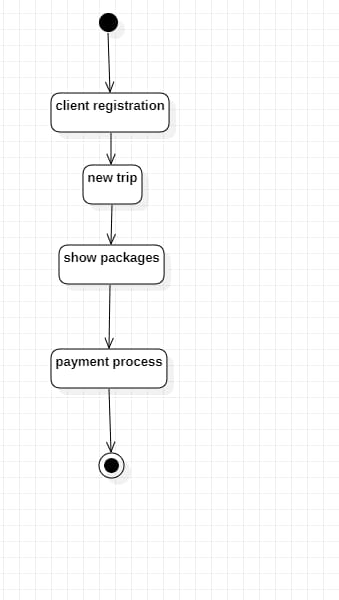 client registration
new trip
show packages
payment process